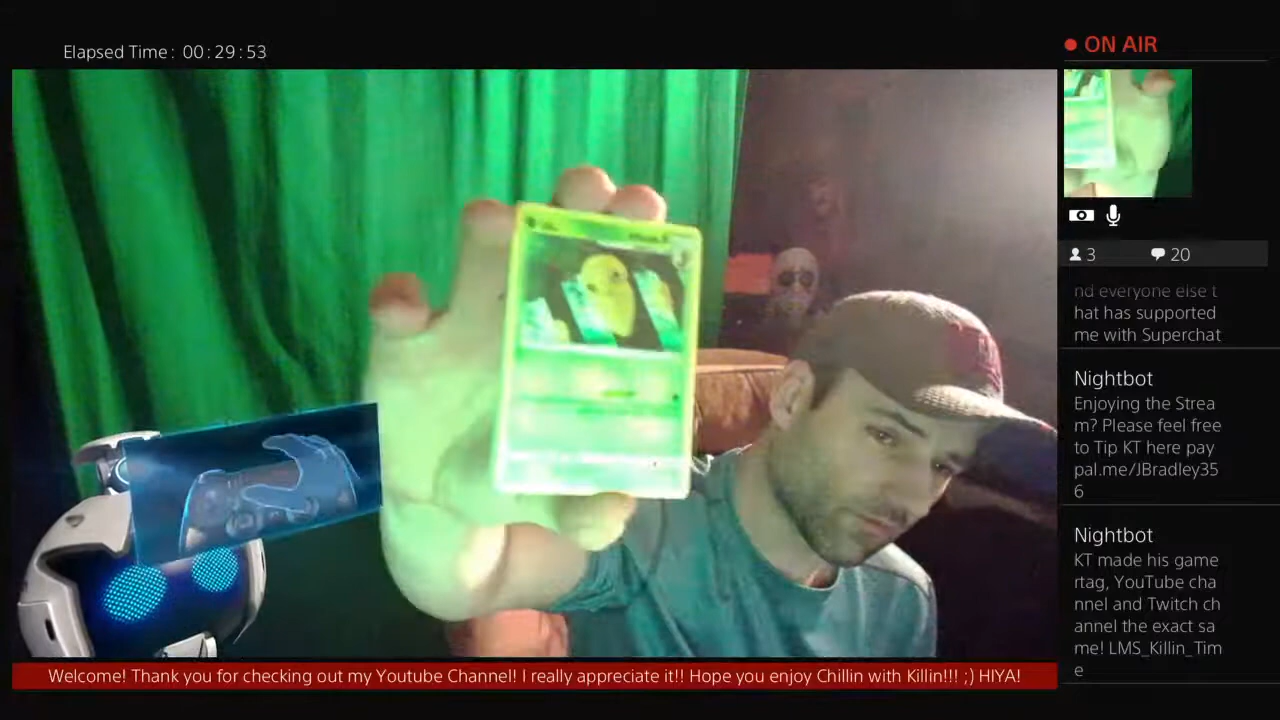 Elapsed Time: 00:29:53
ON AIR
3 20
nd everyone else t
hat has supported
me with Superchat
Nightbot
Enjoying the Strea
m? Please feel free
to Tip KT here pay
pal.me/JBradley35
6
Nightbot
KT made his game
rtag, YouTube cha
nnel and Twitch ch
annel the exact sa
me! LMS_Killin_Tim
e
Welcome! Thank you for checking out my Youtube Channel! I really appreciate it!! Hope you enjoy Chillin with Killin!!! ;) HIYA!